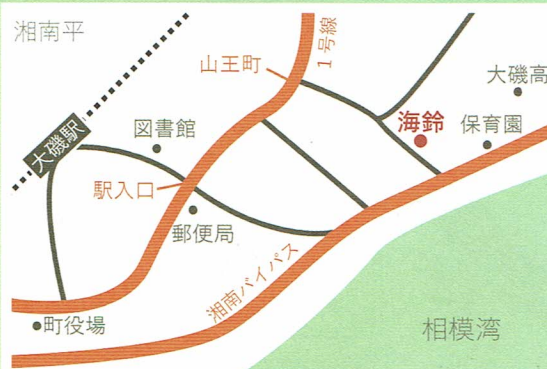 湘南平
1号線
山王町
大磯高
大磯駅
図書館
海鈴
保育園
駅入口
郵便局
湘南バイパス
町役場
相模湾